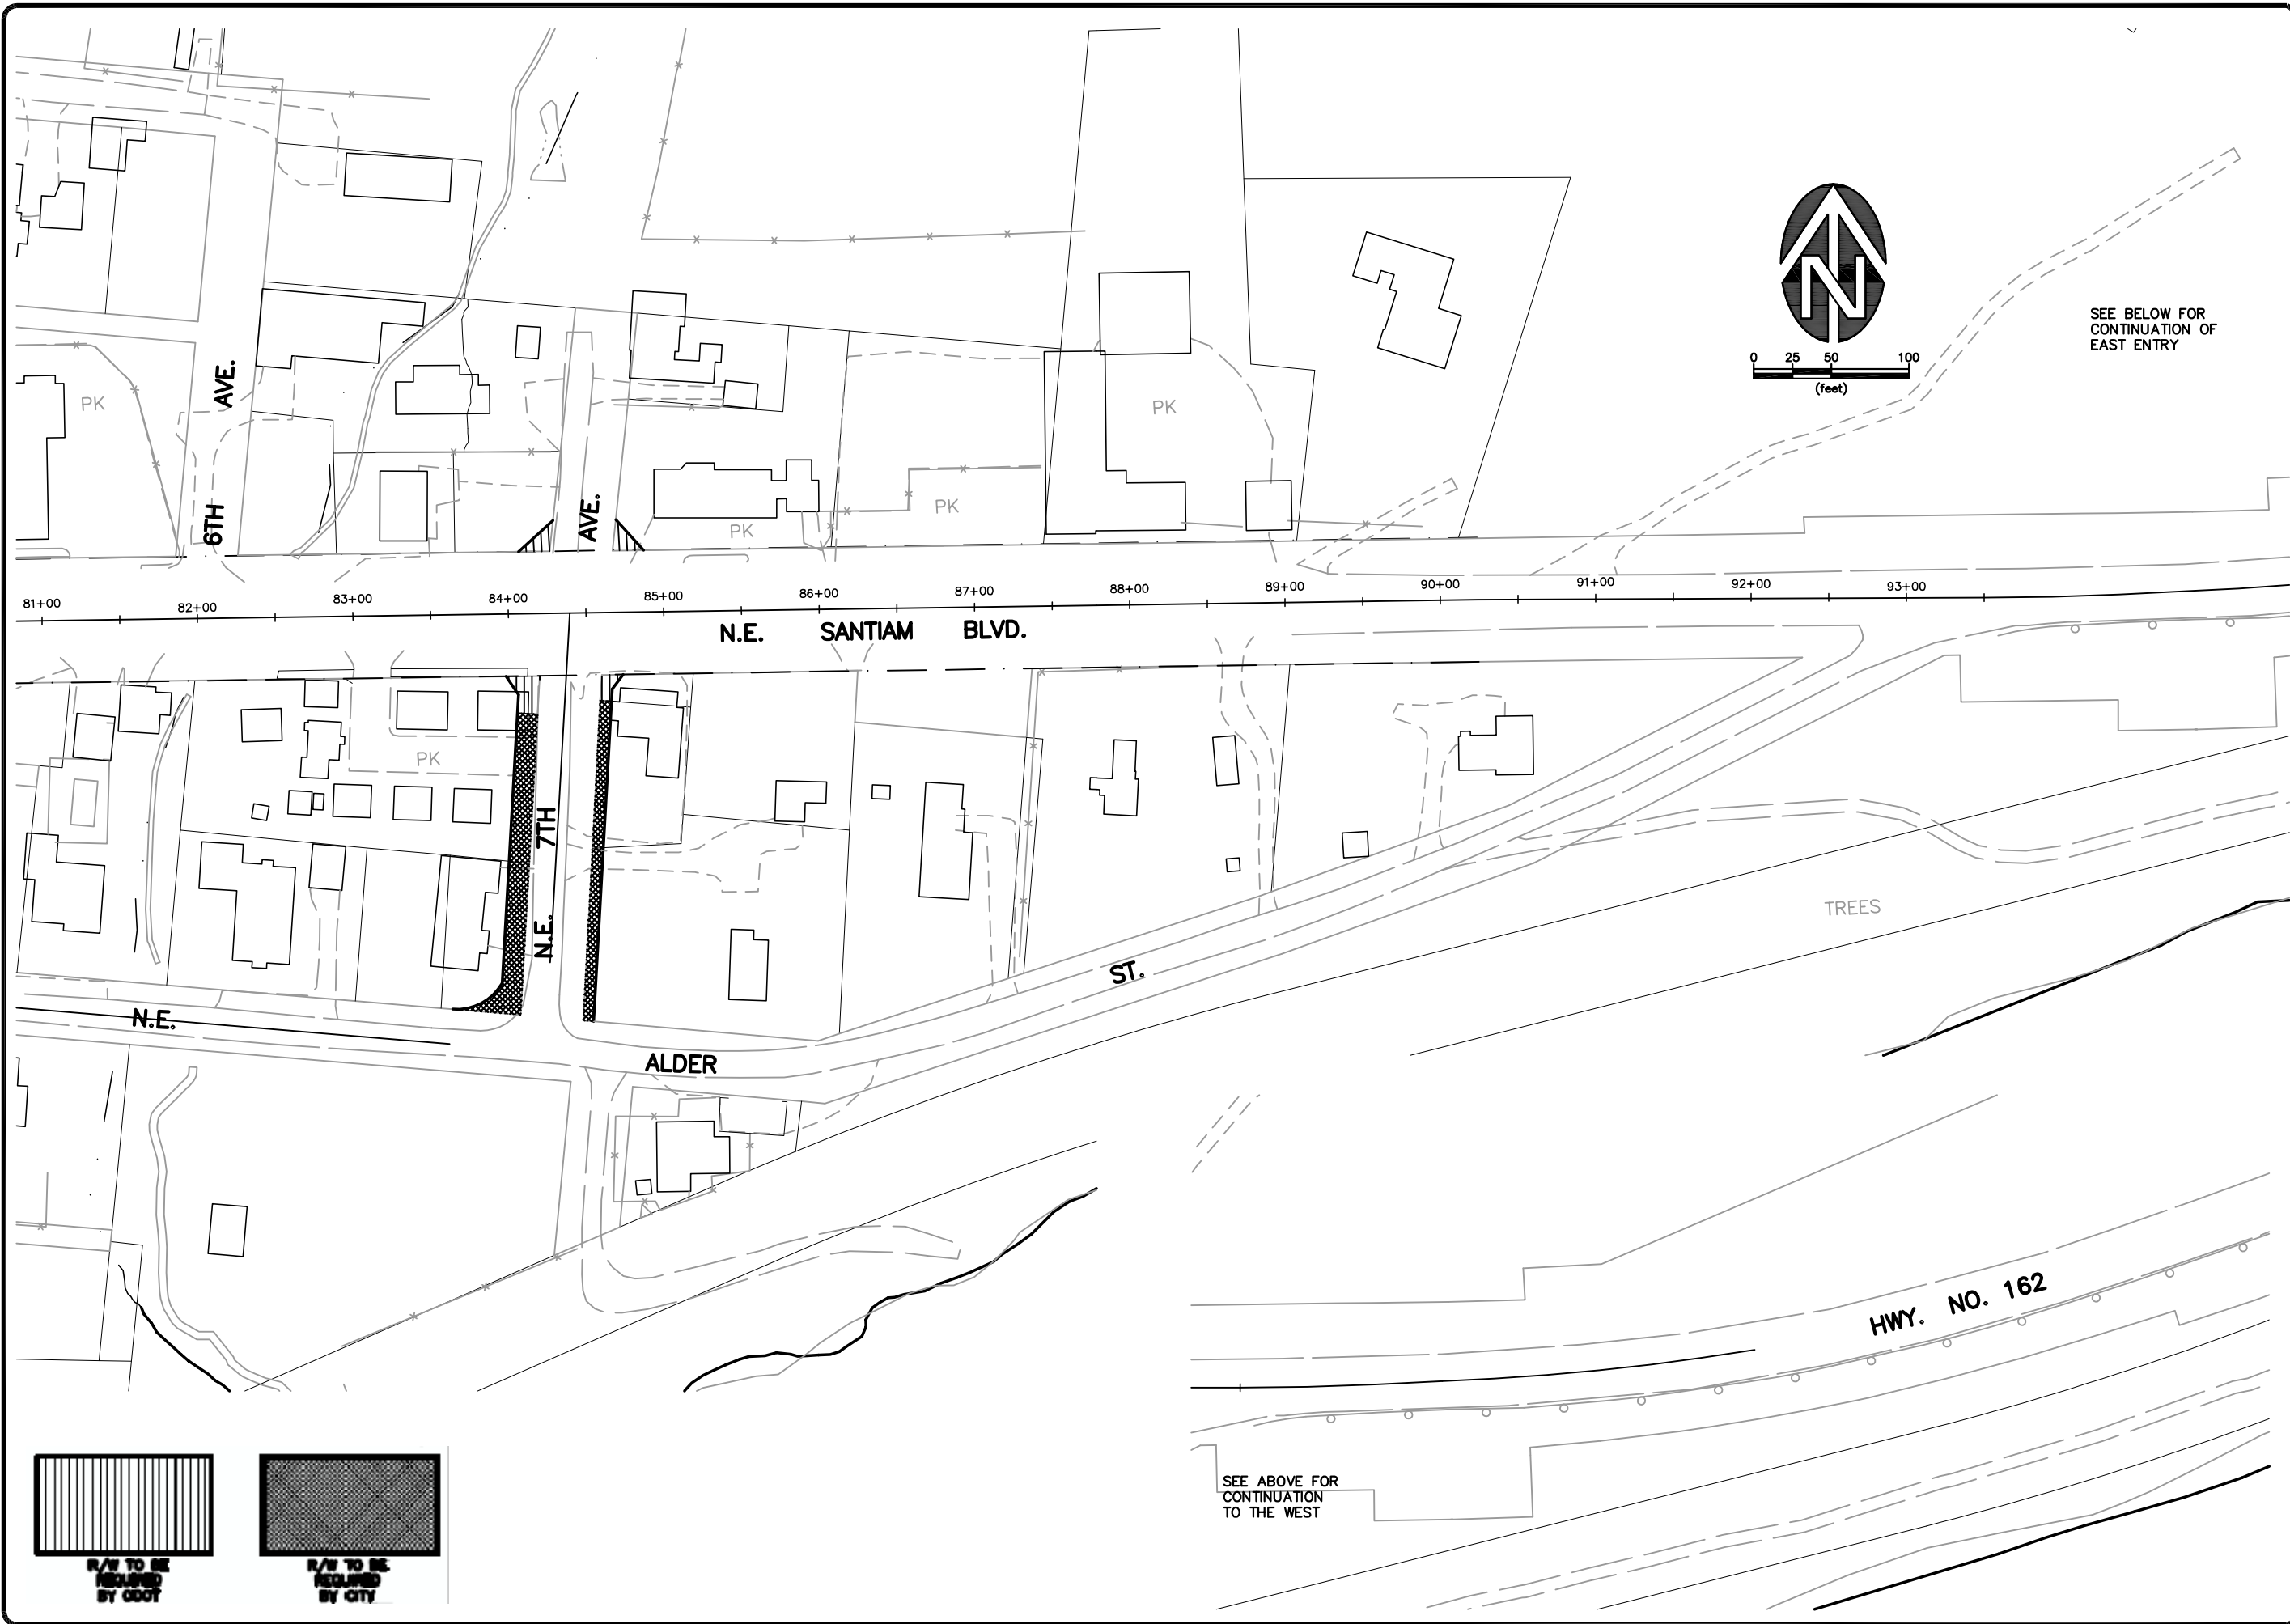 SEE BELOW FOR
CONTINUATION OF
EAST ENTRY
N
0 25 50 100
(feet)
6TH AVE.
AVE.
PK
PK
PK
PK
81+00 82+00 83+00 84+00 85+00 86+00 87+00 88+00 89+00 90+00 91+00 92+00 93+00
N.E. SANTIAM BLVD.
PK
N.E. 7TH
TREES
N.E. ALDER ST.
HWY. NO. 162
SEE ABOVE FOR
CONTINUATION
TO THE WEST
R/W TO BE
REQUIRED
BY ODOT
R/W TO BE
REQUIRED
BY CITY